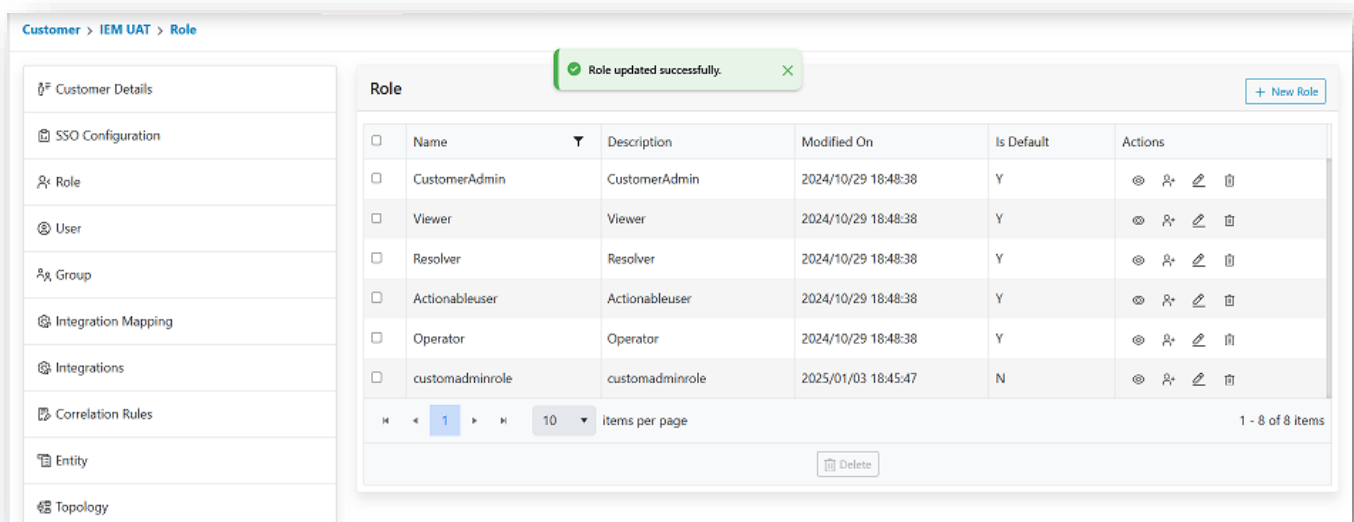 Customer > IEM UAT > Role
Role updated successfully.
Customer Details
SSO Configuration
Role
User
Group
Integration Mapping
Integrations
Correlation Rules
Entity
Topology
Role
+ New Role
Name Description Modified On Is Default Actions
CustomerAdmin CustomerAdmin 2024/10/29 18:48:38 Y
Viewer Viewer 2024/10/29 18:48:38 Y
Resolver Resolver 2024/10/29 18:48:38 Y
Actionableuser Actionableuser 2024/10/29 18:48:38 Y
Operator Operator 2024/10/29 18:48:38 Y
customadminrole customadminrole 2025/01/03 18:45:47 N
1 10 items per page 1 - 8 of 8 items
Delete